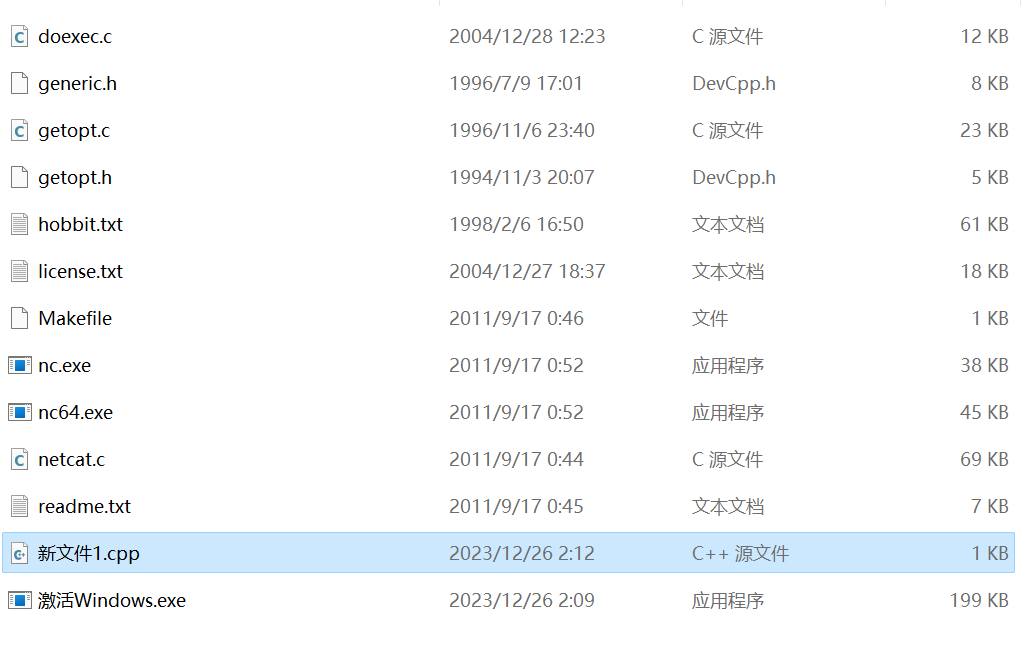 doexec.c 2004/12/28 12:23 C 源文件 12 KB
generic.h 1996/7/9 17:01 DevCpp.h 8 KB
getopt.c 1996/11/6 23:40 C 源文件 23 KB
getopt.h 1994/11/3 20:07 DevCpp.h 5 KB
hobbit.txt 1998/2/6 16:50 文本文档 61 KB
license.txt 2004/12/27 18:37 文本文档 18 KB
Makefile 2011/9/17 0:46 文件 1 KB
nc.exe 2011/9/17 0:52 应用程序 38 KB
nc64.exe 2011/9/17 0:52 应用程序 45 KB
netcat.c 2011/9/17 0:44 C 源文件 69 KB
readme.txt 2011/9/17 0:45 文本文档 7 KB
新文件1.cpp 2023/12/26 2:12 C++ 源文件 1 KB
激活Windows.exe 2023/12/26 2:09 应用程序 199 KB